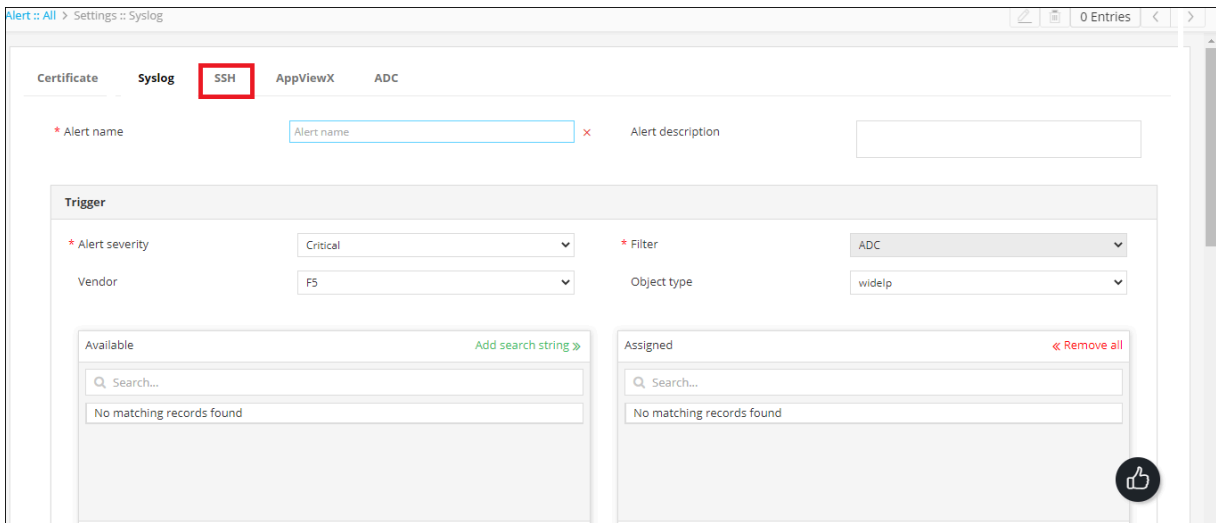 Alert :: All > Settings :: Syslog 0 Entries < >
Certificate Syslog SSH AppViewX ADC
* Alert name Alert name × Alert description
Trigger
* Alert severity Critical * Filter ADC
Vendor F5 Object type wideIp
Available Add search string » Assigned « Remove all
Search... Search...
No matching records found No matching records found